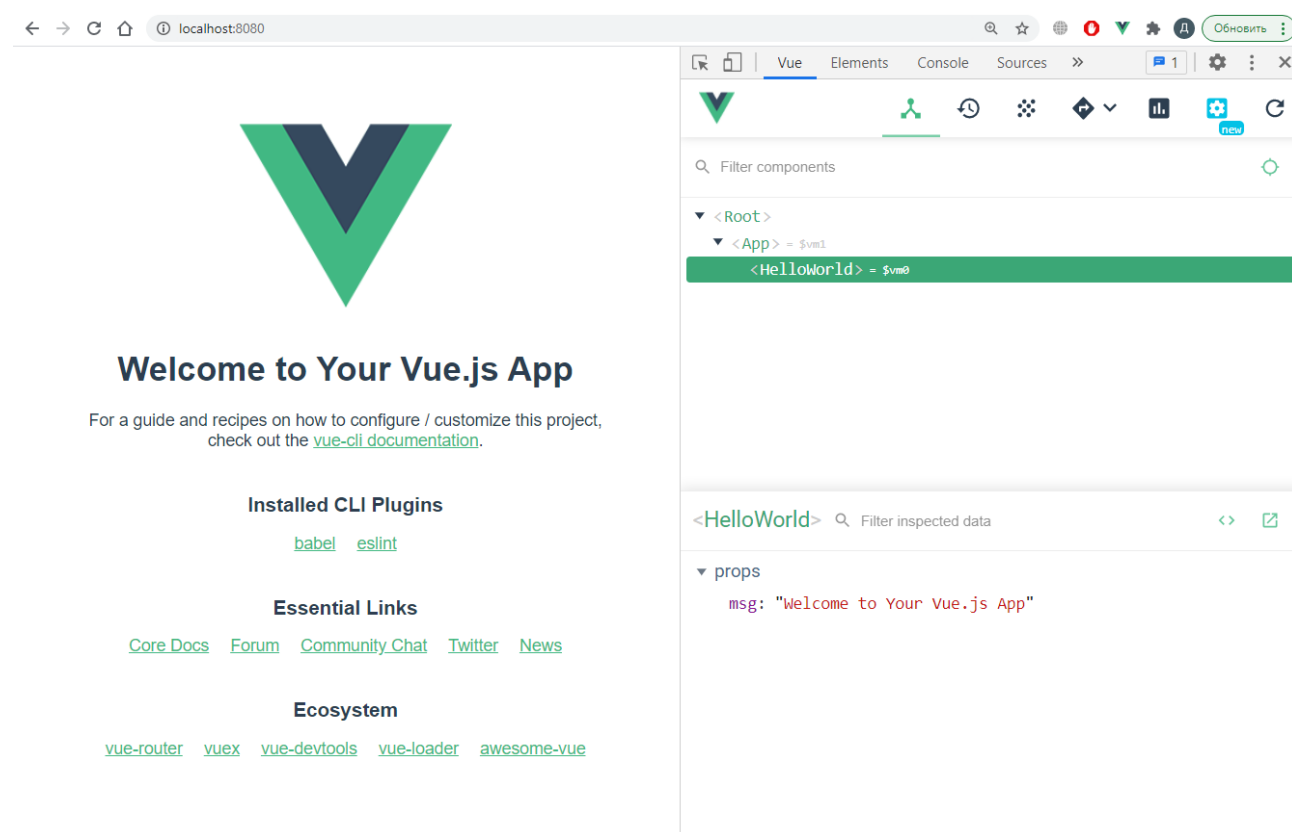 localhost:8080
Д
Обновить
Vue Elements Console Sources » 1
new
Filter components
<Root>
<App> = $vm1
<HelloWorld> = $vm0
Welcome to Your Vue.js App
For a guide and recipes on how to configure / customize this project,
check out the vue-cli documentation.
Installed CLI Plugins
babel eslint
Essential Links
Core Docs Forum Community Chat Twitter News
Ecosystem
vue-router vuex vue-devtools vue-loader awesome-vue
<HelloWorld> Filter inspected data
props
msg: "Welcome to Your Vue.js App"